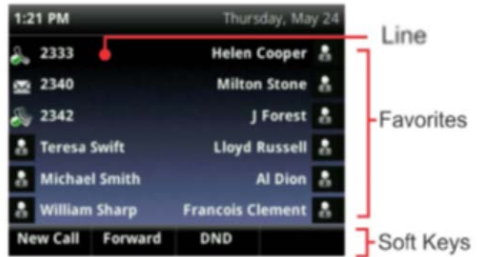 1:21 PM Thursday, May 24
2333 Helen Cooper
Line
2340 Milton Stone
2342 J Forest
Favorites
Teresa Swift Lloyd Russell
Michael Smith Al Dion
William Sharp Francois Clement
New Call Forward DND
Soft Keys